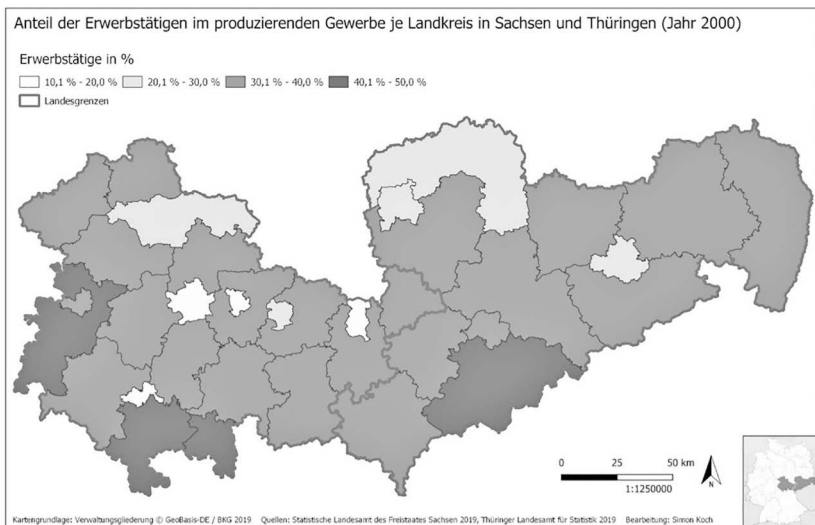 Anteil der Erwerbstätigen im produzierenden Gewerbe je Landkreis in Sachsen und Thüringen (Jahr 2000)
Erwerbstätige in %
10,1 % - 20,0 % 20,1 % - 30,0 % 30,1 % - 40,0 % 40,1 % - 50,0 %
Landesgrenzen
0 25 50 km
1:1250000
N
Kartengrundlage: Verwaltungsgliederung © GeoBasis-DE / BKG 2019 Quellen: Statistische Landesamt des Freistaates Sachsen 2019, Thüringer Landesamt für Statistik 2019 Bearbeitung: Simon Koch